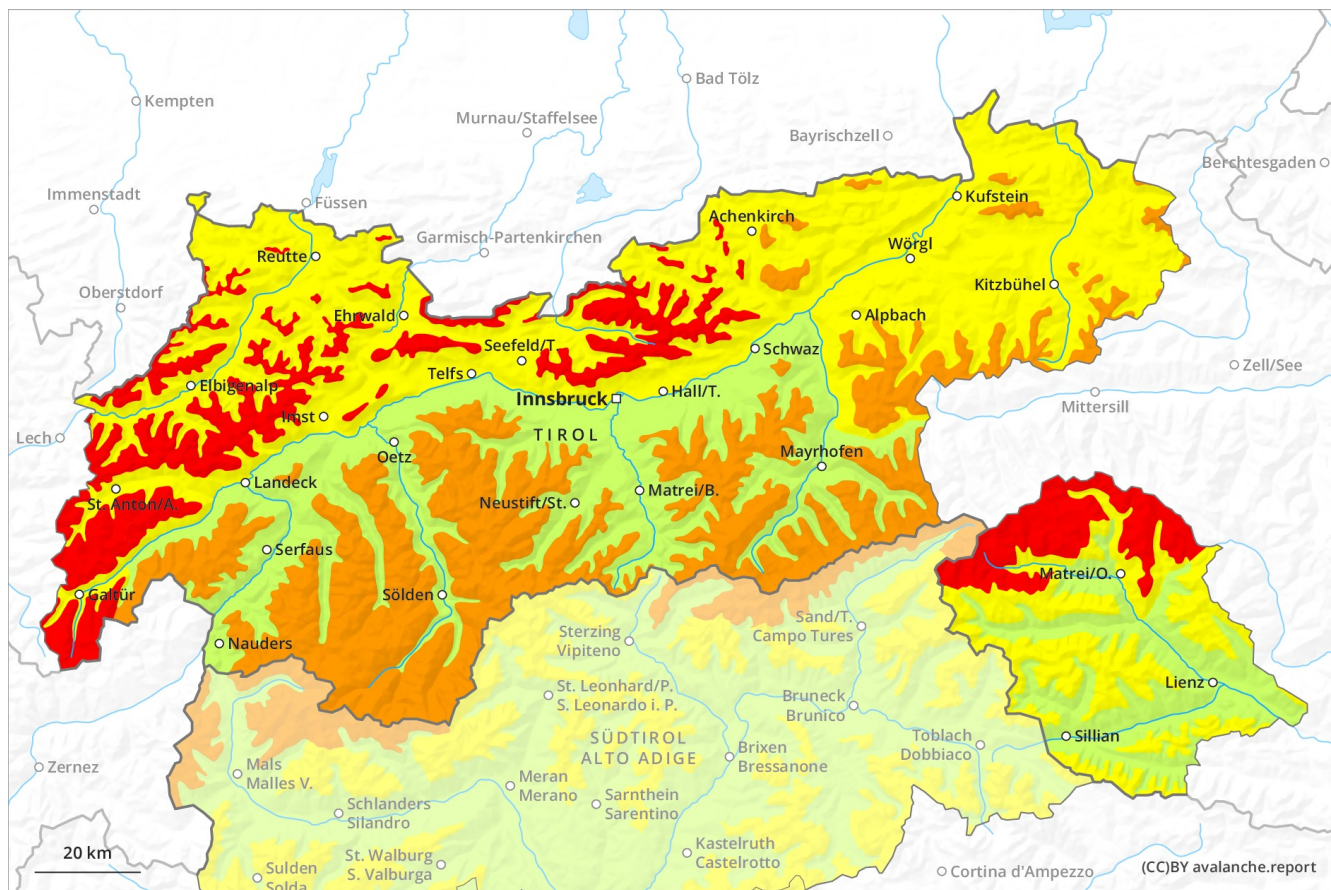 Kempten
Bad Tölz
Murnau/Staffelsee
Bayrischzell
Berchtesgaden
Immenstadt
Füssen
Kufstein
Achenkirch
Garmisch-Partenkirchen
Wörgl
Reutte
Oberstdorf
Kitzbühel
Ehrwald
Alpbach
Seefeld/T.
Schwaz
Zell/See
Telfs
Elbigenalp
Hall/T.
Innsbruck
Mittersill
Imst
Lech
TIROL
Oetz
Mayrhofen
Landeck
Matrei/B.
St. Anton/A.
Neustift/St.
Serfaus
Matrei/O.
Galtür
Sölden
Sand/T.
Campo Tures
Sterzing
Vipiteno
Nauders
Lienz
St. Leonhard/P.
S. Leonardo i. P.
Bruneck
Brunico
SÜDTIROL
ALTO ADIGE
Sillian
Toblach
Dobbiaco
Brixen
Bressanone
Zernez
Mals
Malles V.
Meran
Merano
Sarnthein
Sarentino
Schlanders
Silandro
Kastelruth
Castelrotto
20 km
St. Walburg
S. Valburga
Sulden
Solda
Cortina d'Ampezzo
(CC)BY avalanche.report